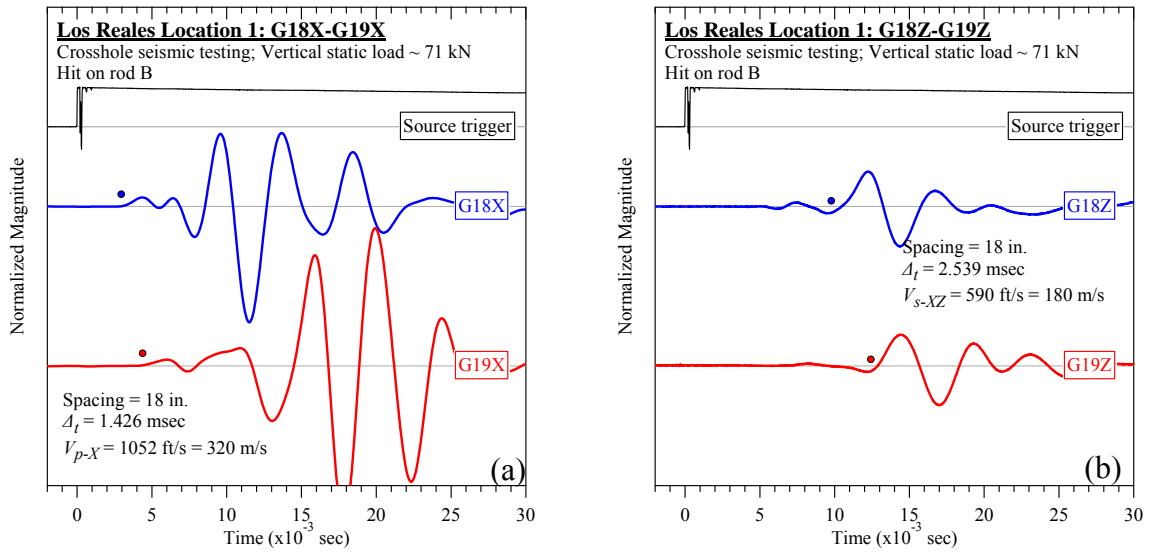 Los Reales Location 1: G18X-G19X
Crosshole seismic testing; Vertical static load ~ 71 kN
Hit on rod B
Source trigger
G18X
G19X
Spacing = 18 in.
Δt = 1.426 msec
Vp-X = 1052 ft/s = 320 m/s
(a)
Normalized Magnitude
0 5 10 15 20 25 30
Time (x10-3 sec)
Los Reales Location 1: G18Z-G19Z
Crosshole seismic testing; Vertical static load ~ 71 kN
Hit on rod B
Source trigger
G18Z
Spacing = 18 in.
Δt = 2.539 msec
Vs-XZ = 590 ft/s = 180 m/s
G19Z
(b)
Normalized Magnitude
0 5 10 15 20 25 30
Time (x10-3 sec)